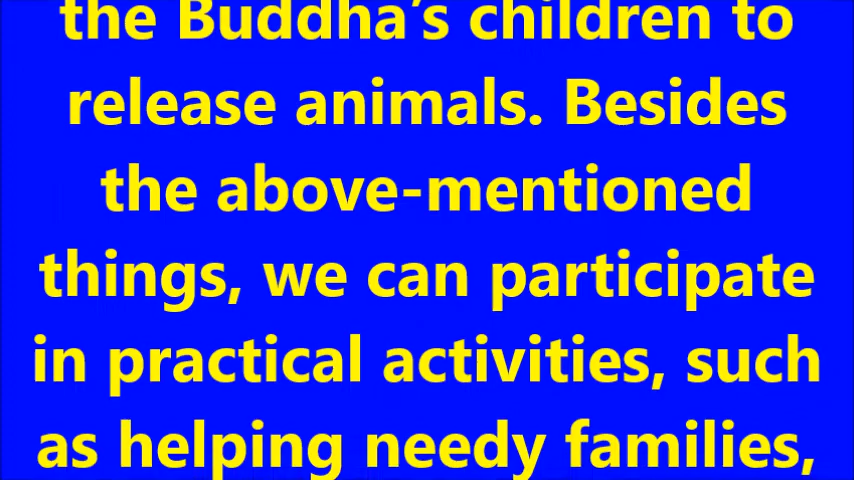 the Buddha’s children to
release animals. Besides
the above-mentioned
things, we can participate
in practical activities, such
as helping needy families,